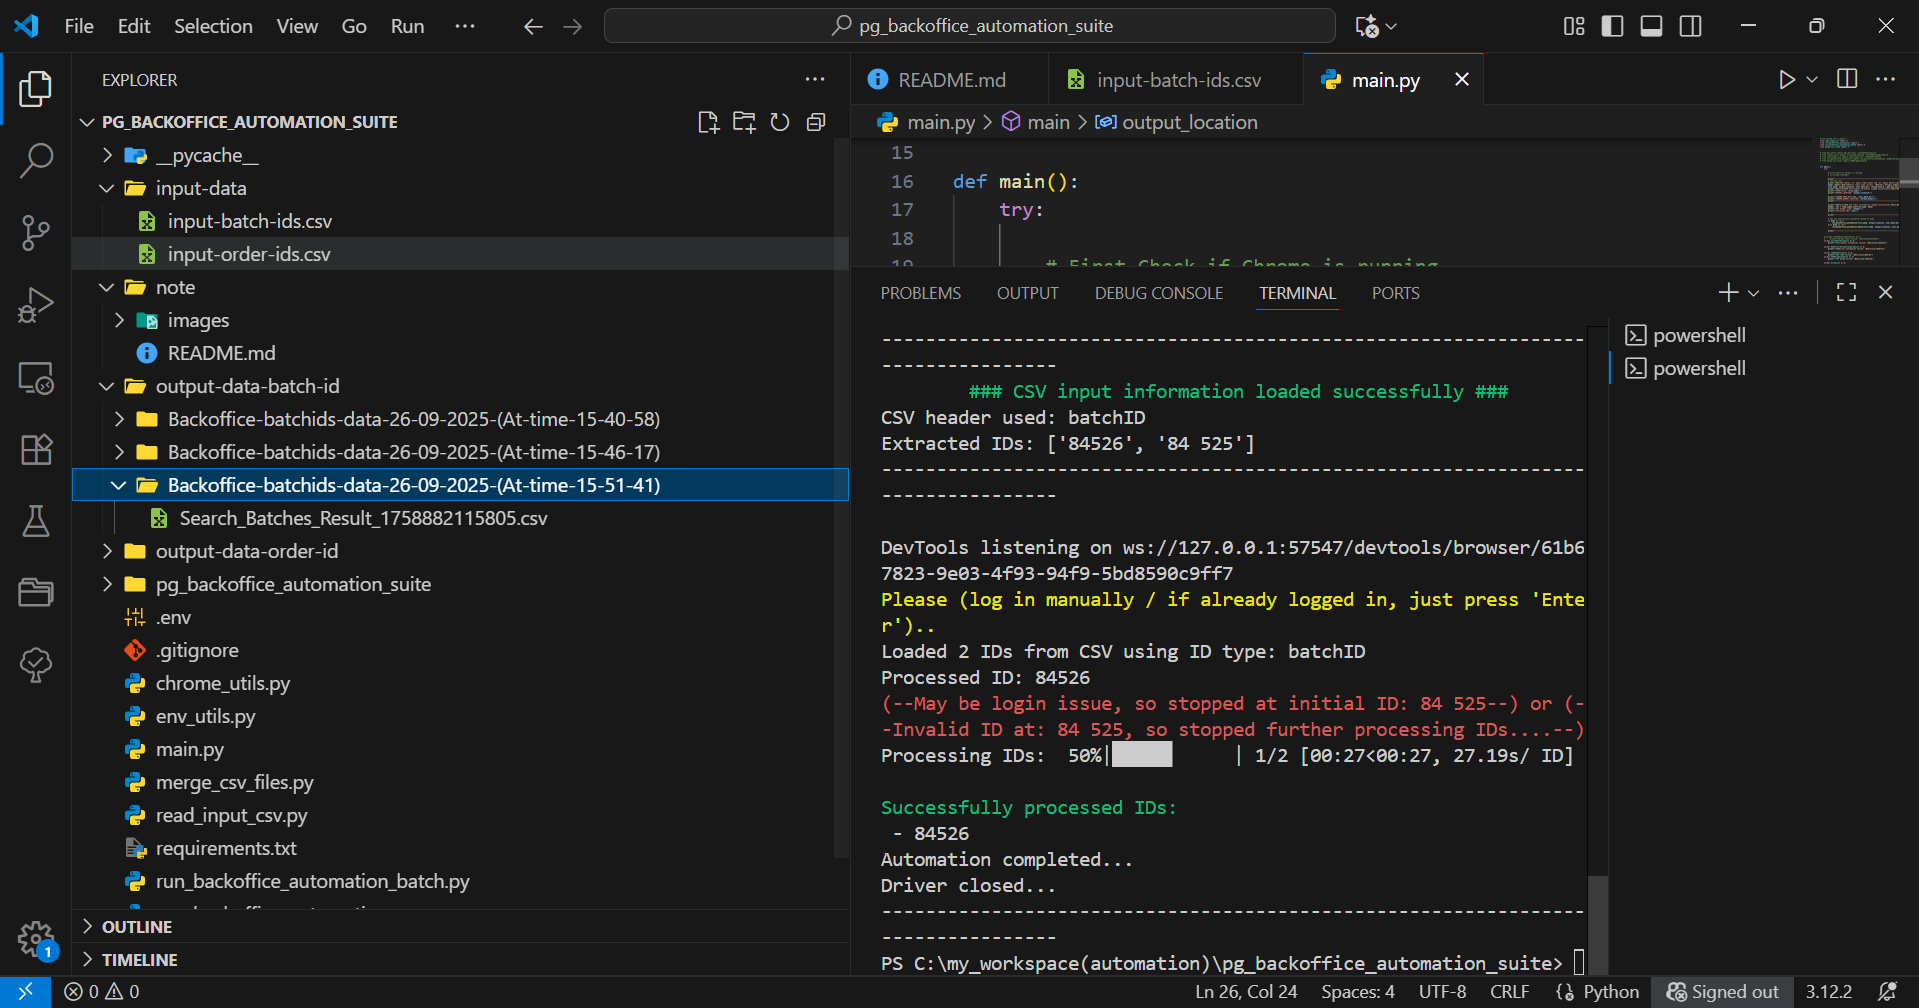 File Edit Selection View Go Run ···
pg_backoffice_automation_suite
EXPLORER
PG_BACKOFFICE_AUTOMATION_SUITE
__pycache__
input-data
input-batch-ids.csv
input-order-ids.csv
note
images
README.md
output-data-batch-id
Backoffice-batchids-data-26-09-2025-(At-time-15-40-58)
Backoffice-batchids-data-26-09-2025-(At-time-15-46-17)
Backoffice-batchids-data-26-09-2025-(At-time-15-51-41)
Search_Batches_Result_1758882115805.csv
output-data-order-id
pg_backoffice_automation_suite
.env
.gitignore
chrome_utils.py
env_utils.py
main.py
merge_csv_files.py
read_input_csv.py
requirements.txt
run_backoffice_automation_batch.py
OUTLINE
TIMELINE
1
README.md input-batch-ids.csv main.py
main.py > main > output_location
15
16 def main():
17 try:
18
19 # First Check if Chrome is running
PROBLEMS OUTPUT DEBUG CONSOLE TERMINAL PORTS
powershell
powershell
----------------------------------------------------------------
----------------
### CSV input information loaded successfully ###
CSV header used: batchID
Extracted IDs: ['84526', '84 525']
----------------------------------------------------------------
----------------
DevTools listening on ws://127.0.0.1:57547/devtools/browser/61b6
7823-9e03-4f93-94f9-5bd8590c9ff7
Please (log in manually / if already logged in, just press 'Ente
r')..
Loaded 2 IDs from CSV using ID type: batchID
Processed ID: 84526
(--May be login issue, so stopped at initial ID: 84 525--) or (-
-Invalid ID at: 84 525, so stopped further processing IDs....--)
Processing IDs:  50%| | 1/2 [00:27<00:27, 27.19s/ ID]
Successfully processed IDs:
- 84526
Automation completed...
Driver closed...
----------------------------------------------------------------
----------------
PS C:\my_workspace(automation)\pg_backoffice_automation_suite>
0 0 Ln 26, Col 24 Spaces: 4 UTF-8 CRLF {} Python Signed out 3.12.2